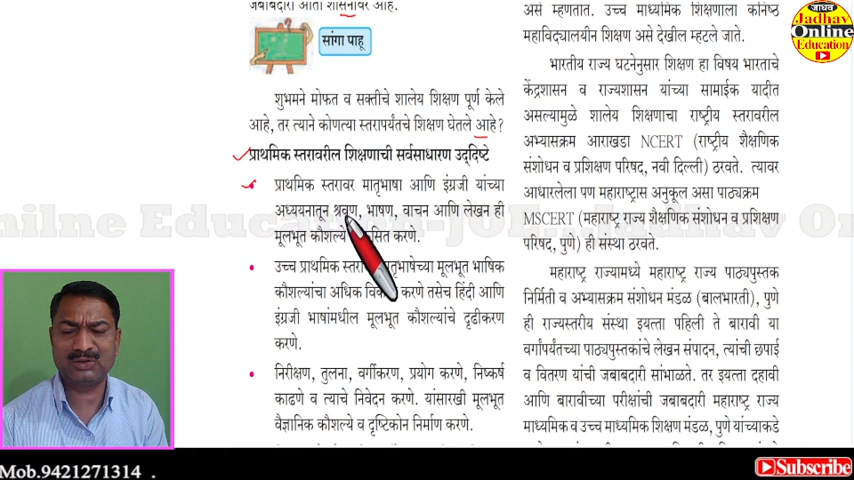 जबाबदारी आता शासनावर आहे.
सांगा पाहू
शुभमने मोफत व सक्तीचे शालेय शिक्षण पूर्ण केले
आहे, तर त्याने कोणत्या स्तरापर्यंतचे शिक्षण घेतले आहे?
प्राथमिक स्तरावरील शिक्षणाची सर्वसाधारण उद्‌दिष्टे
• प्राथमिक स्तरावर मातृभाषा आणि इंग्रजी यांच्या
अध्ययनातून श्रवण, भाषण, वाचन आणि लेखन ही
मूलभूत कौशल्ये करणे.
• उच्च प्राथमिक मूलभूत भाषिक
कौशल्यांचा अधिक करणे तसेच हिंदी आणि
इंग्रजी भाषांमधील मूलभूत कौशल्यांचे दृढीकरण
करणे.
• निरीक्षण, तुलना, वर्गीकरण, प्रयोग करणे, निष्कर्ष
काढणे व त्याचे निवेदन करणे. यांसारखी मूलभूत
वैज्ञानिक कौशल्ये व दृष्टिकोन निर्माण करणे.
असे म्हणतात. उच्च माध्यमिक शिक्षणाला कनिष्ठ
महाविद्यालयीन शिक्षण असे देखील म्हटले जाते.
भारतीय राज्य घटनेनुसार शिक्षण हा विषय भारताचे
केंद्रशासन व राज्यशासन यांच्या सामाईक यादीत
असल्यामुळे शालेय शिक्षणाचा राष्ट्रीय स्तरावरील
अभ्यासक्रम आराखडा NCERT (राष्ट्रीय शैक्षणिक
संशोधन व प्रशिक्षण परिषद, नवी दिल्ली) ठरवते. त्यावर
आधारलेला पण महाराष्ट्रास अनुकूल असा पाठ्यक्रम
MSCERT (महाराष्ट्र राज्य शैक्षणिक संशोधन व प्रशिक्षण
परिषद, पुणे) ही संस्था ठरवते.
महाराष्ट्र राज्यामध्ये महाराष्ट्र राज्य पाठ्यपुस्तक
निर्मिती व अभ्यासक्रम संशोधन मंडळ (बालभारती), पुणे
ही राज्यस्तरीय संस्था इयत्ता पहिली ते बारावी या
वर्गांपर्यंतच्या पाठ्यपुस्तकांचे लेखन संपादन, त्यांची छपाई
व वितरण यांची जबाबदारी सांभाळते. तर इयत्ता दहावी
आणि बारावीच्या परीक्षांची जबाबदारी महाराष्ट्र राज्य
माध्यमिक व उच्च माध्यमिक शिक्षण मंडळ, पुणे यांच्याकडे
जाधव
Jadhav
Online
Education
Mob.9421271314 .
Subscribe